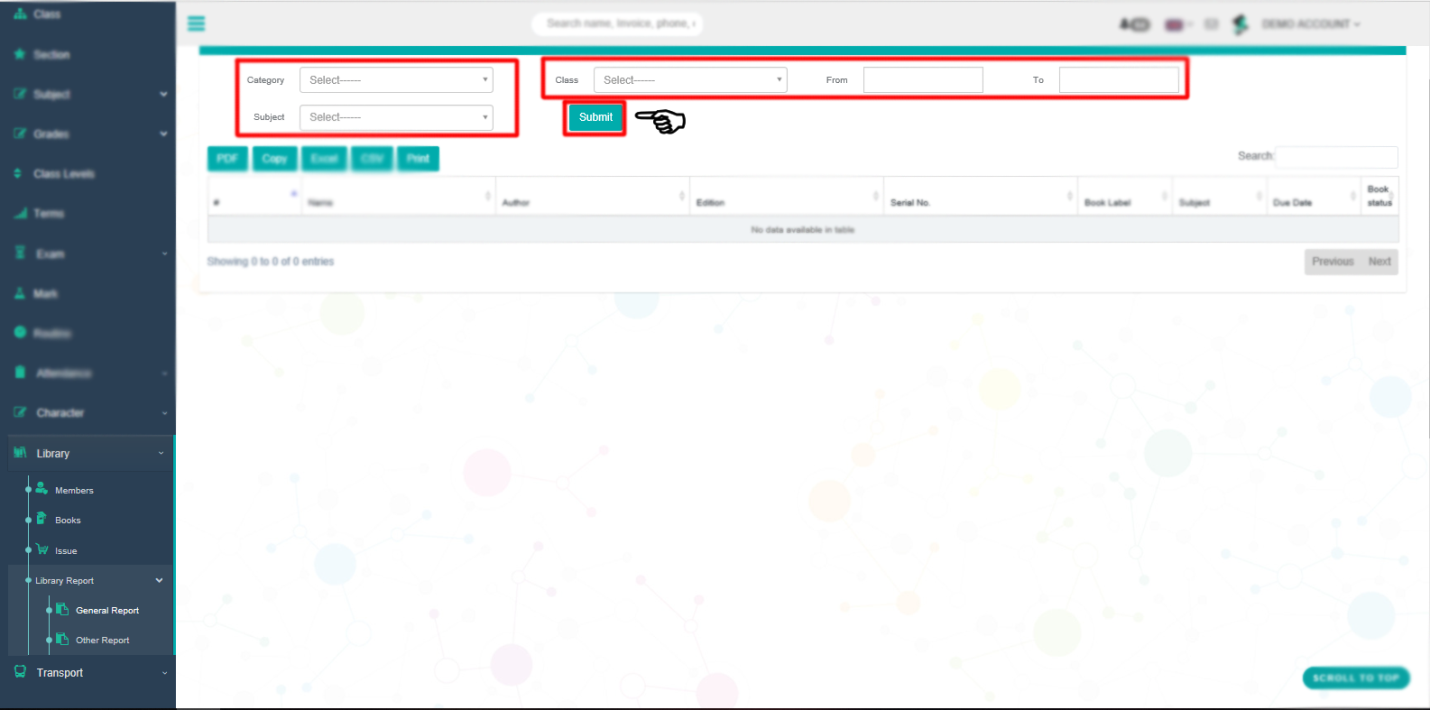 Class
Section
Subject
Grades
Class Levels
Terms
Exam
Mark
Routine
Attendance
Character
Library
Members
Books
Issue
Library Report
General Report
Other Report
Transport
Search name, Invoice, phone,
DEMO ACCOUNT
Category Select------ Class Select------ From To
Subject Select------ Submit
PDF Copy Excel CSV Print Search:
# Name Author Edition Serial No. Book Label Subject Due Date Book status
No data available in table
Showing 0 to 0 of 0 entries Previous Next
SCROLL TO TOP